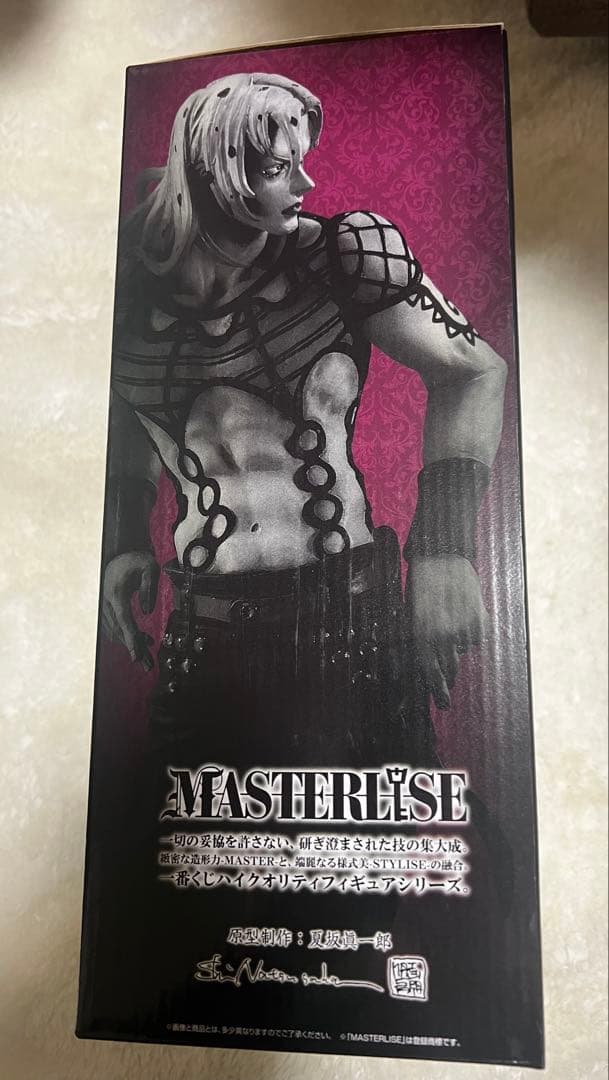 MASTERLISE
一切の妥協を許さない、研ぎ澄まされた技の集大成。
緻密な造形力-MASTER-と、端麗なる様式美-STYLISE-の融合。
一番くじハイクオリティフィギュアシリーズ。
原型制作：夏坂眞一郎
Shin Natsusaka
※画像と商品とは、多少異なりますのでご了承ください。 ※「MASTERLISE」は登録商標です。